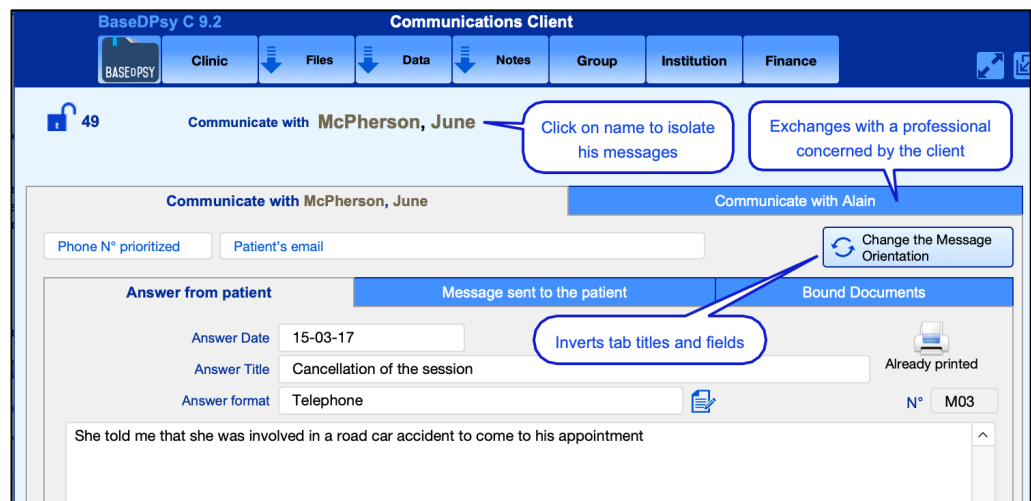 BaseDPsy C 9.2 Communications Client
BASEDPSY Clinic Files Data Notes Group Institution Finance
49 Communicate with McPherson, June
Click on name to isolate
his messages
Exchanges with a professional
concerned by the client
Communicate with McPherson, June Communicate with Alain
Phone N° prioritized Patient's email
Change the Message
Orientation
Answer from patient Message sent to the patient Bound Documents
Answer Date 15-03-17
Inverts tab titles and fields
Answer Title Cancellation of the session
Already printed
Answer format Telephone
N° M03
She told me that she was involved in a road car accident to come to his appointment